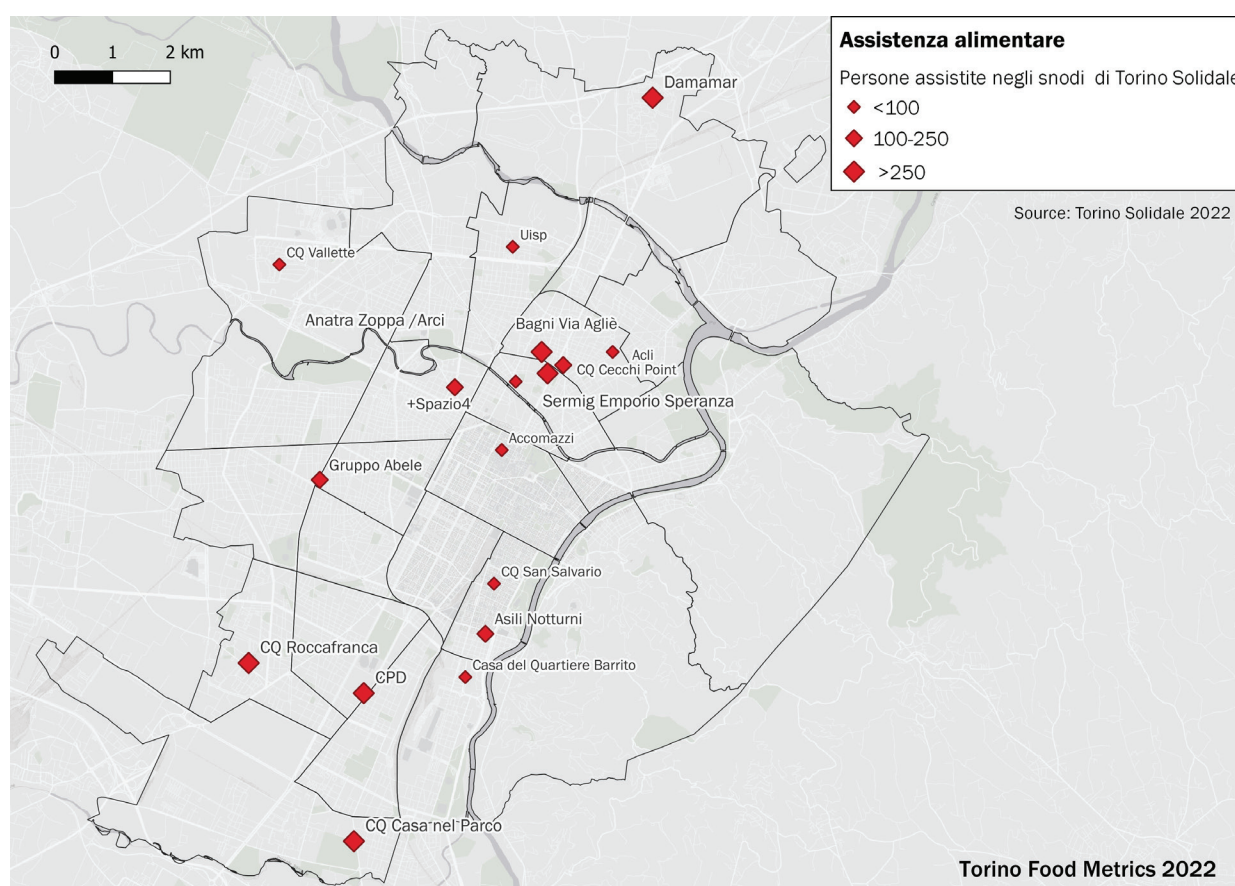 0 1 2 km
Assistenza alimentare
Persone assistite negli snodi di Torino Solidale
<100
100-250
>250
Source: Torino Solidale 2022
Damamar
Uisp
CQ Vallette
Anatra Zoppa /Arci
Bagni Via Agliè
Acli
CQ Cecchi Point
+Spazio4
Sermig Emporio Speranza
Accomazzi
Gruppo Abele
CQ San Salvario
Asili Notturni
CQ Roccafranca
Casa del Quartiere Barrito
CPD
CQ Casa nel Parco
Torino Food Metrics 2022